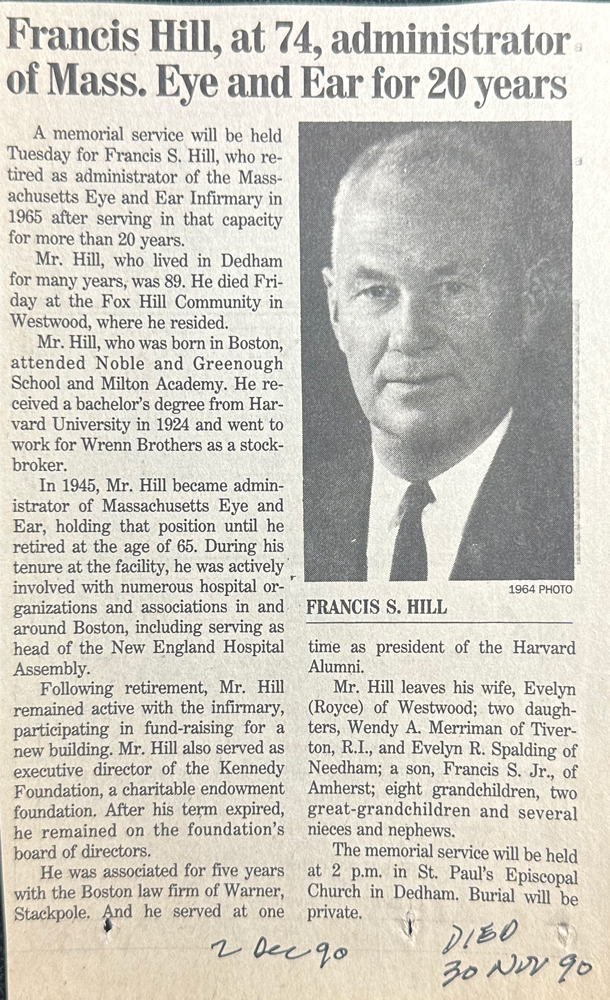 Francis Hill, at 74, administrator
of Mass. Eye and Ear for 20 years
A memorial service will be held
Tuesday for Francis S. Hill, who re-
tired as administrator of the Mass-
achusetts Eye and Ear Infirmary in
1965 after serving in that capacity
for more than 20 years.
Mr. Hill, who lived in Dedham
for many years, was 89. He died Fri-
day at the Fox Hill Community in
Westwood, where he resided.
Mr. Hill, who was born in Boston,
attended Noble and Greenough
School and Milton Academy. He re-
ceived a bachelor's degree from Har-
vard University in 1924 and went to
work for Wrenn Brothers as a stock-
broker.
In 1945, Mr. Hill became admin-
istrator of Massachusetts Eye and
Ear, holding that position until he
retired at the age of 65. During his
tenure at the facility, he was actively
involved with numerous hospital or-
ganizations and associations in and
around Boston, including serving as
head of the New England Hospital
Assembly.
Following retirement, Mr. Hill
remained active with the infirmary,
participating in fund-raising for a
new building. Mr. Hill also served as
executive director of the Kennedy
Foundation, a charitable endowment
foundation. After his term expired,
he remained on the foundation's
board of directors.
He was associated for five years
with the Boston law firm of Warner,
Stackpole. And he served at one
1964 PHOTO
FRANCIS S. HILL
time as president of the Harvard
Alumni.
Mr. Hill leaves his wife, Evelyn
(Royce) of Westwood; two daugh-
ters, Wendy A. Merriman of Tiver-
ton, R.I., and Evelyn R. Spalding of
Needham; a son, Francis S. Jr., of
Amherst; eight grandchildren, two
great-grandchildren and several
nieces and nephews.
The memorial service will be held
at 2 p.m. in St. Paul's Episcopal
Church in Dedham. Burial will be
private.
2 Dec 90
DIED
30 NOV 90